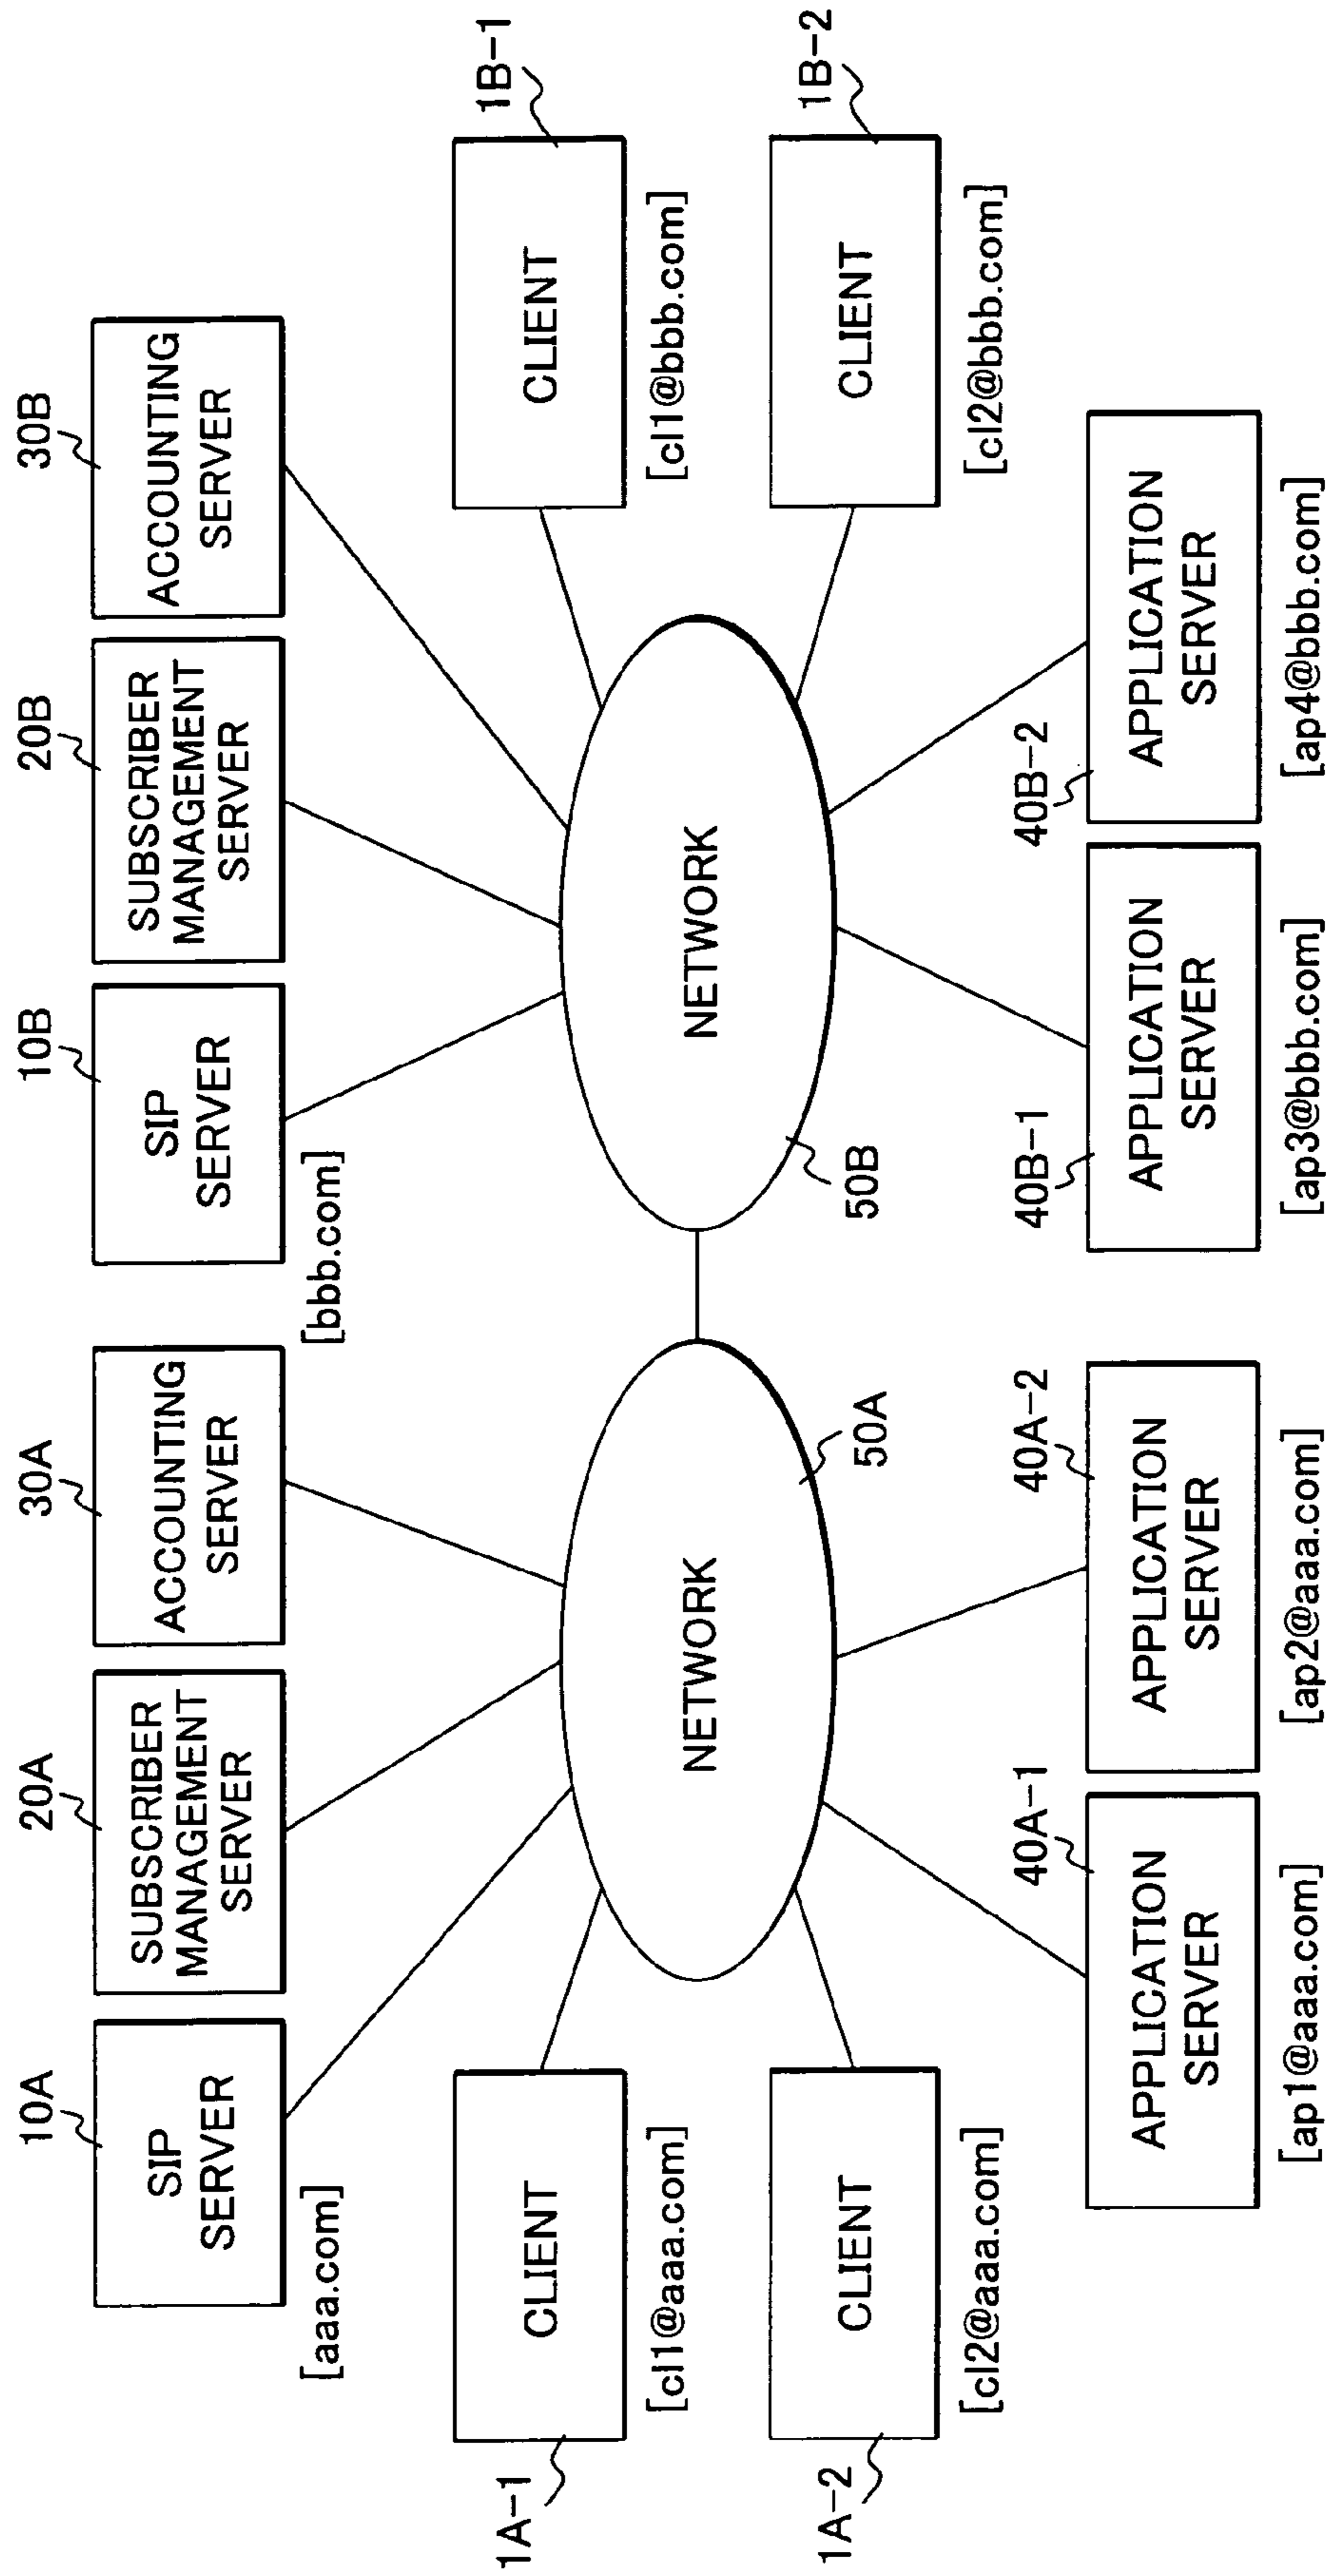 10A
20A
30A
10B
20B
30B
SIP
SERVER
SUBSCRIBER
MANAGEMENT
SERVER
ACCOUNTING
SERVER
SIP
SERVER
SUBSCRIBER
MANAGEMENT
SERVER
ACCOUNTING
SERVER
[aaa.com]
[bbb.com]
1A-1
CLIENT
[cl1@aaa.com]
1B-1
CLIENT
[cl1@bbb.com]
NETWORK
50A
NETWORK
50B
1A-2
CLIENT
[cl2@aaa.com]
1B-2
CLIENT
[cl2@bbb.com]
40A-1
APPLICATION
SERVER
[ap1@aaa.com]
40A-2
APPLICATION
SERVER
[ap2@aaa.com]
40B-1
APPLICATION
SERVER
[ap3@bbb.com]
40B-2
APPLICATION
SERVER
[ap4@bbb.com]